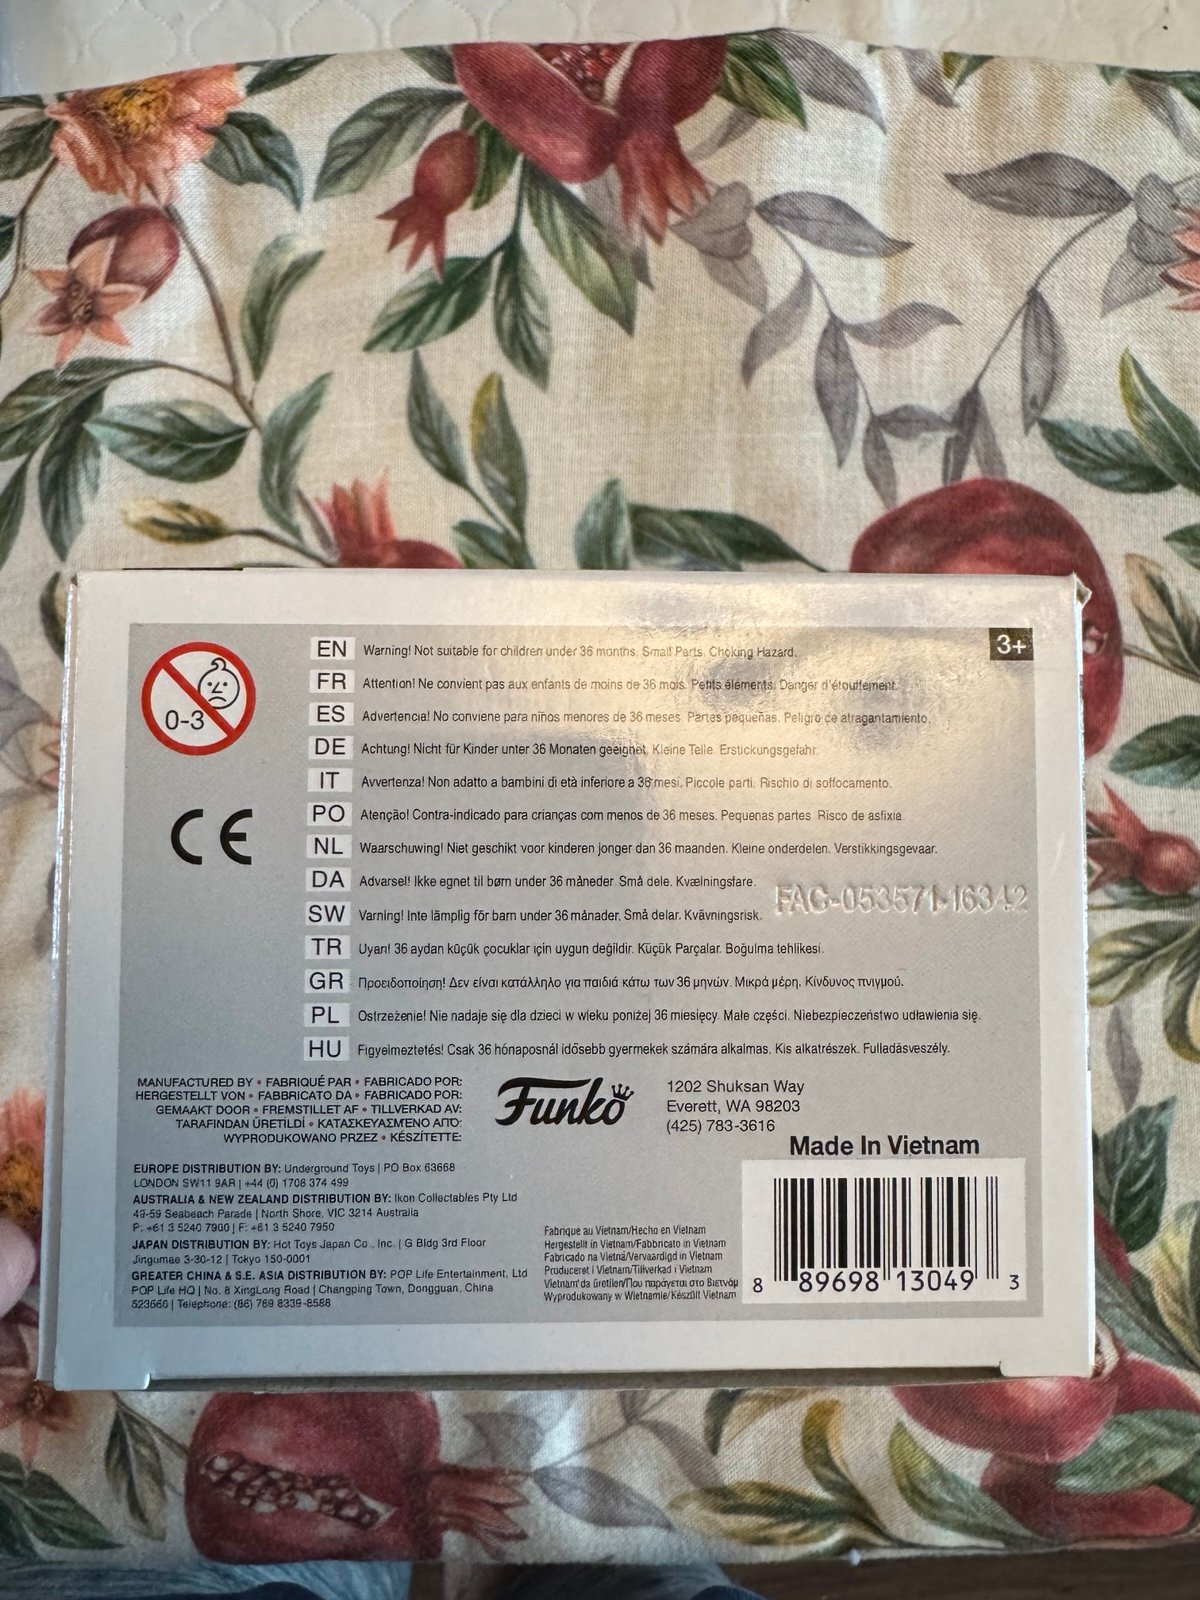 EN Warning! Not suitable for children under 36 months. Small Parts. Choking Hazard.
3+
FR Attention! Ne convient pas aux enfants de moins de 36 mois. Petits éléments. Danger d'étouffement.
0-3
ES Advertencia! No conviene para niños menores de 36 meses. Partes pequeñas. Peligro de atragantamiento.
DE Achtung! Nicht für Kinder unter 36 Monaten geeignet. Kleine Teile. Erstickungsgefahr.
IT Avvertenza! Non adatto a bambini di età inferiore a 36 mesi. Piccole parti. Rischio di soffocamento.
CE
PO Atenção! Contra-indicado para crianças com menos de 36 meses. Pequenas partes. Risco de asfixia.
NL Waarschuwing! Niet geschikt voor kinderen jonger dan 36 maanden. Kleine onderdelen. Verstikkingsgevaar.
DA Advarsel! Ikke egnet til børn under 36 måneder. Små dele. Kvælningsfare.
FAC-053571-16342
SW Varning! Inte lämplig för barn under 36 månader. Små delar. Kvävningsrisk.
TR Uyarı! 36 aydan küçük çocuklar için uygun değildir. Küçük Parçalar. Boğulma tehlikesi.
GR Προειδοποίηση! Δεν είναι κατάλληλο για παιδιά κάτω των 36 μηνών. Μικρά μέρη. Κίνδυνος πνιγμού.
PL Ostrzeżenie! Nie nadaje się dla dzieci w wieku poniżej 36 miesięcy. Małe części. Niebezpieczeństwo udławienia się.
HU Figyelmeztetés! Csak 36 hónaposnál idősebb gyermekek számára alkalmas. Kis alkatrészek. Fulladásveszély.
MANUFACTURED BY • FABRIQUÉ PAR • FABRICADO POR:
HERGESTELLT VON • FABBRICATO DA • FABRICADO POR:
GEMAAKT DOOR • FREMSTILLET AF • TILLVERKAD AV:
TARAFINDAN ÜRETİLDİ • ΚΑΤΑΣΚΕΥΑΣΜΕΝΟ ΑΠΟ:
WYPRODUKOWANO PRZEZ • KÉSZÍTETTE:
Funko
1202 Shuksan Way
Everett, WA 98203
(425) 783-3616
Made In Vietnam
EUROPE DISTRIBUTION BY: Underground Toys | PO Box 63668
LONDON SW11 9AR | +44 (0) 1708 374 499
AUSTRALIA & NEW ZEALAND DISTRIBUTION BY: Ikon Collectables Pty Ltd
49-59 Seabeach Parade | North Shore, VIC 3214 Australia
P: +61 3 5240 7900 | F: +61 3 5240 7950
JAPAN DISTRIBUTION BY: Hot Toys Japan Co., Inc. | G Bldg 3rd Floor
Jingumae 3-30-12 | Tokyo 150-0001
GREATER CHINA & S.E. ASIA DISTRIBUTION BY: POP Life Entertainment, Ltd
POP Life HQ | No. 8 XingLong Road | Changping Town, Dongguan, China
523560 | Telephone: (86) 769 8339-8588
Fabriqué au Vietnam/Hecho en Vietnam
Hergestellt in Vietnam/Fabbricato in Vietnam
Fabricado na Vietnã/Vervaardigd in Vietnam
Produceret i Vietnam/Tillverkad i Vietnam
Vietnam'da üretilen/Που παράγεται στο Βιετνάμ
Wyprodukowany w Wietnamie/Készült Vietnam
8 89698 13049 3